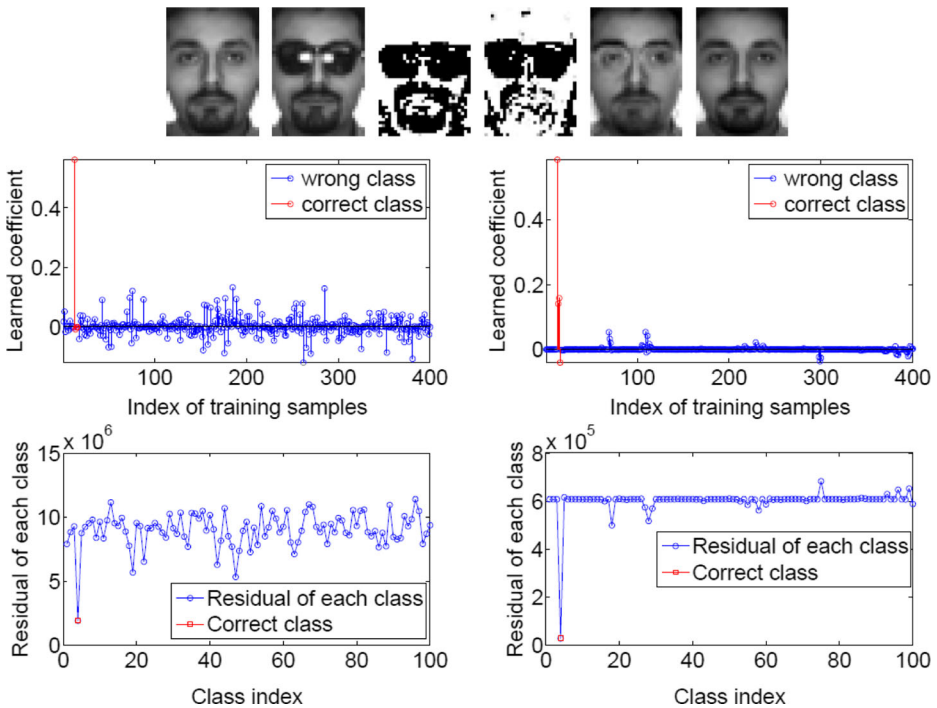 Learned coefficient
0.4
0.2
0
wrong class
correct class
100
200
300
400
Index of training samples
Learned coefficient
0.4
0.2
0
wrong class
correct class
100
200
300
400
Index of training samples
Residual of each class
x 10^6
15
10
5
0
Residual of each class
Correct class
0
20
40
60
80
100
Class index
Residual of each class
x 10^5
8
6
4
2
0
Residual of each class
Correct class
0
20
40
60
80
100
Class index